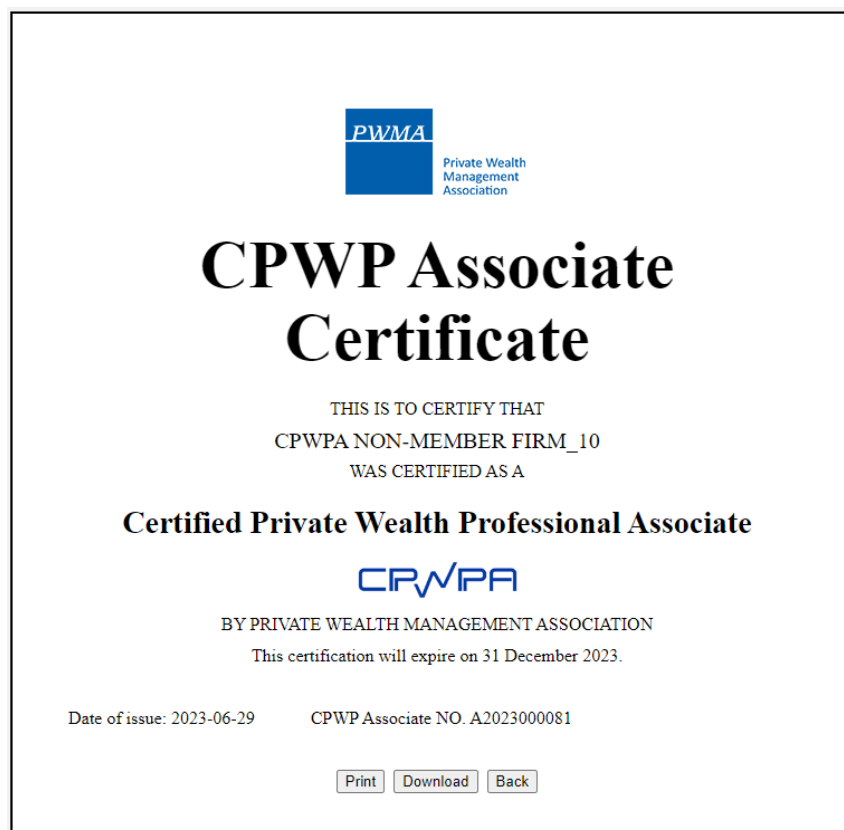 PWMA
Private Wealth
Management
Association
CPWP Associate
Certificate
THIS IS TO CERTIFY THAT
CPWPA NON-MEMBER FIRM_10
WAS CERTIFIED AS A
Certified Private Wealth Professional Associate
CPWPA
BY PRIVATE WEALTH MANAGEMENT ASSOCIATION
This certification will expire on 31 December 2023.
Date of issue: 2023-06-29 CPWP Associate NO. A2023000081
Print Download Back